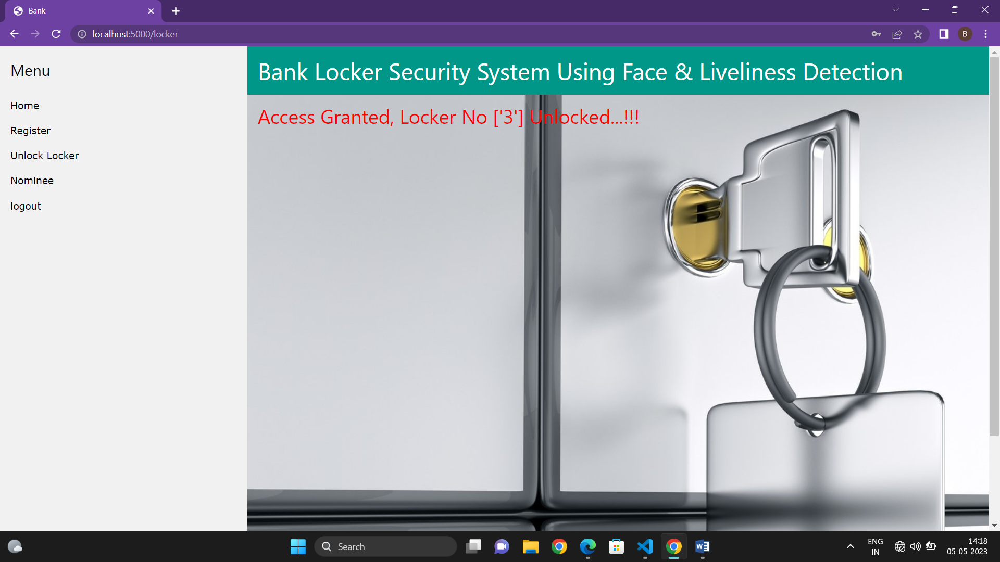 Bank
localhost:5000/locker
B
Menu
Home
Register
Unlock Locker
Nominee
logout
Bank Locker Security System Using Face & Liveliness Detection
Access Granted, Locker No ['3'] Unlocked...!!!
Search
ENG
IN
14:18
05-05-2023